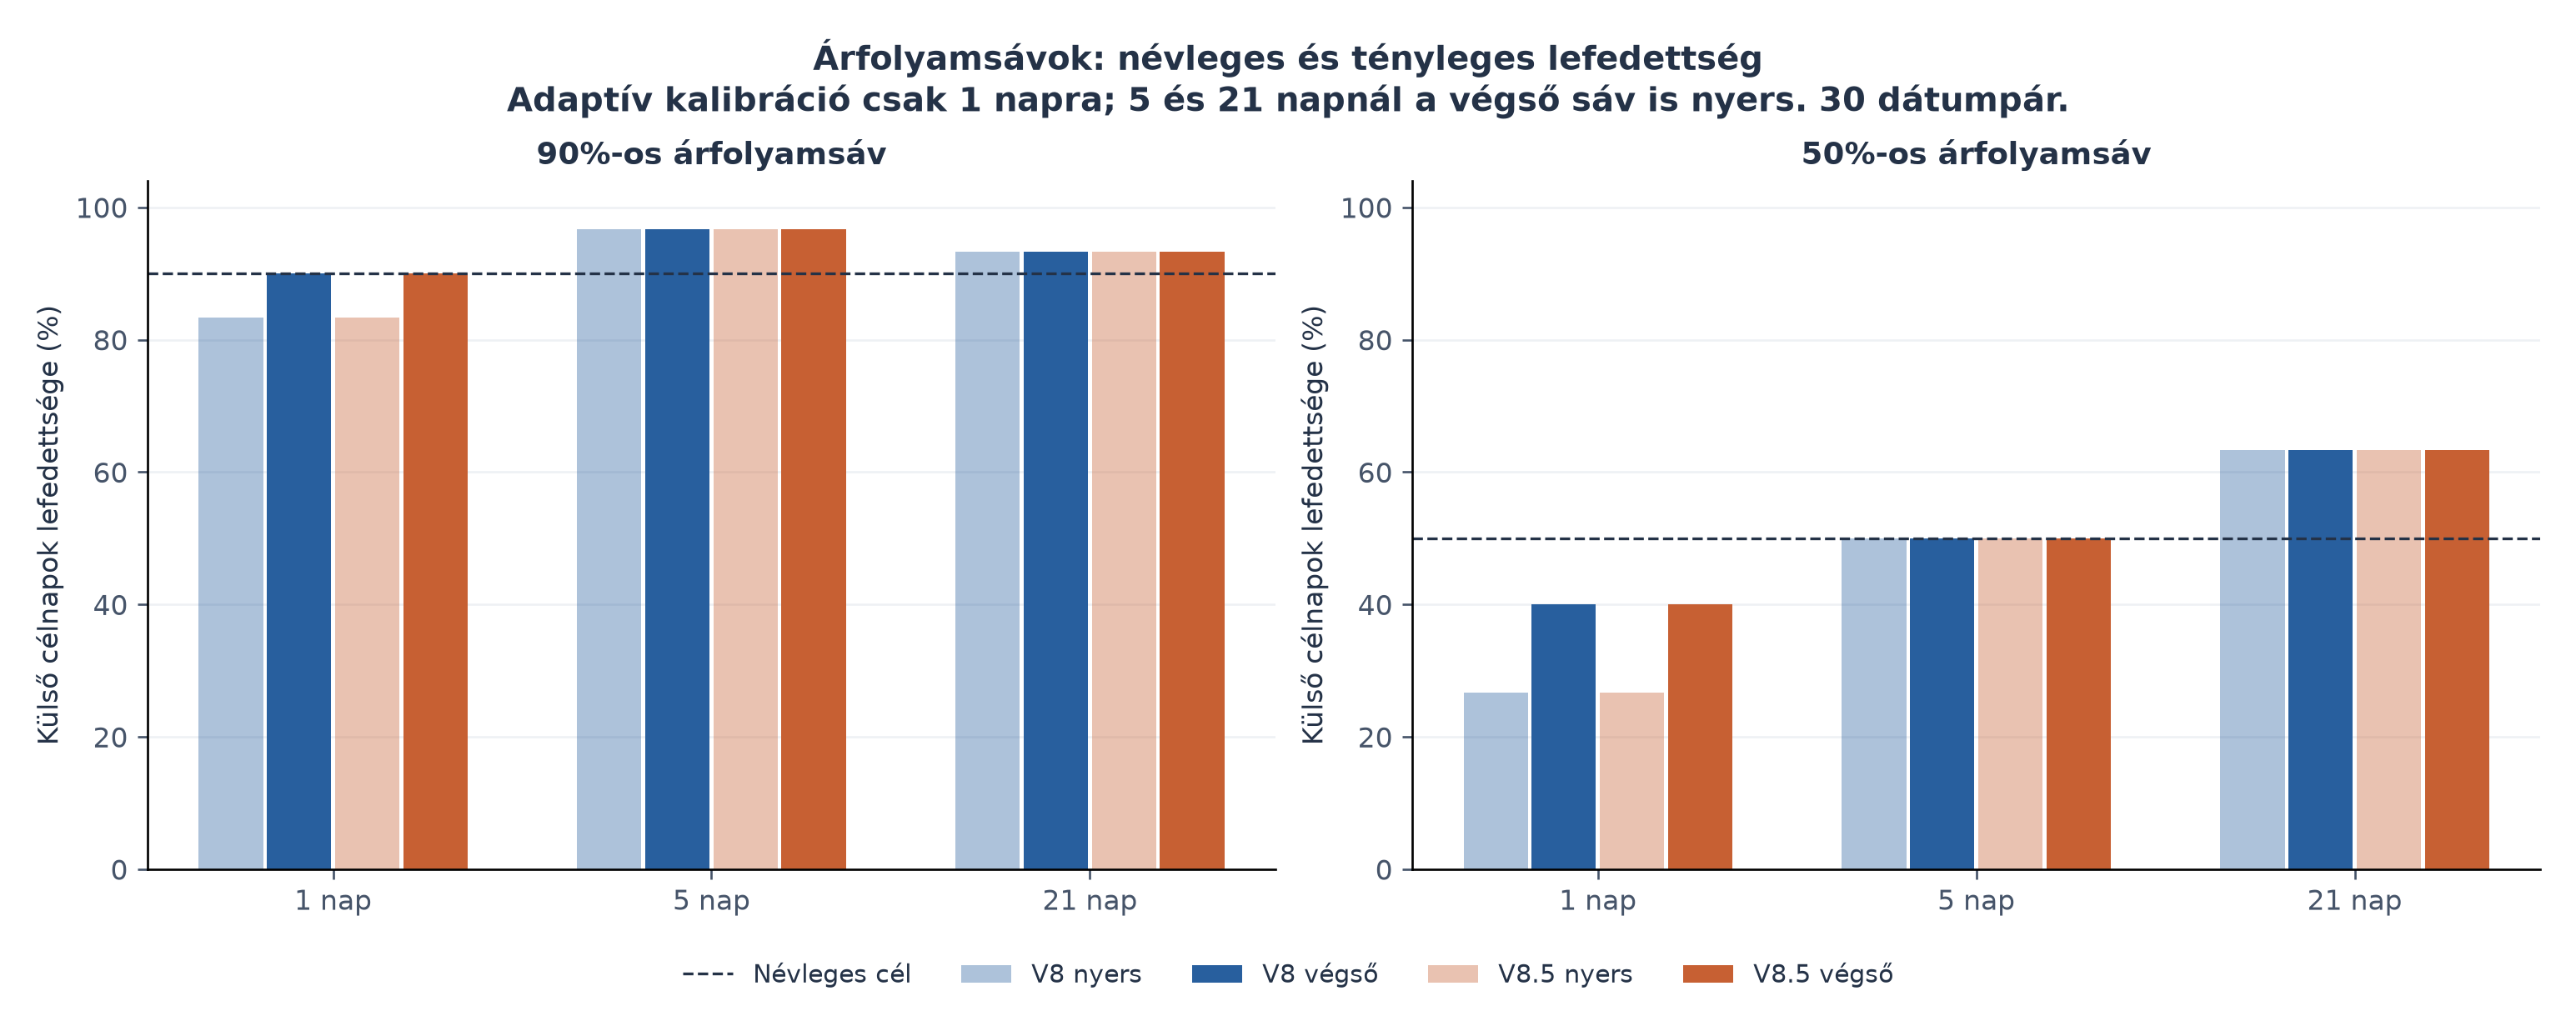 Árfolyamsávok: névleges és tényleges lefedettség
Adaptív kalibráció csak 1 napra; 5 és 21 napnál a végső sáv is nyers. 30 dátumpár.
90%-os árfolyamsáv
Külső célnapok lefedettsége (%)
100
80
60
40
20
0
1 nap
5 nap
21 nap
50%-os árfolyamsáv
Külső célnapok lefedettsége (%)
100
80
60
40
20
0
1 nap
5 nap
21 nap
Névleges cél
V8 nyers
V8 végső
V8.5 nyers
V8.5 végső